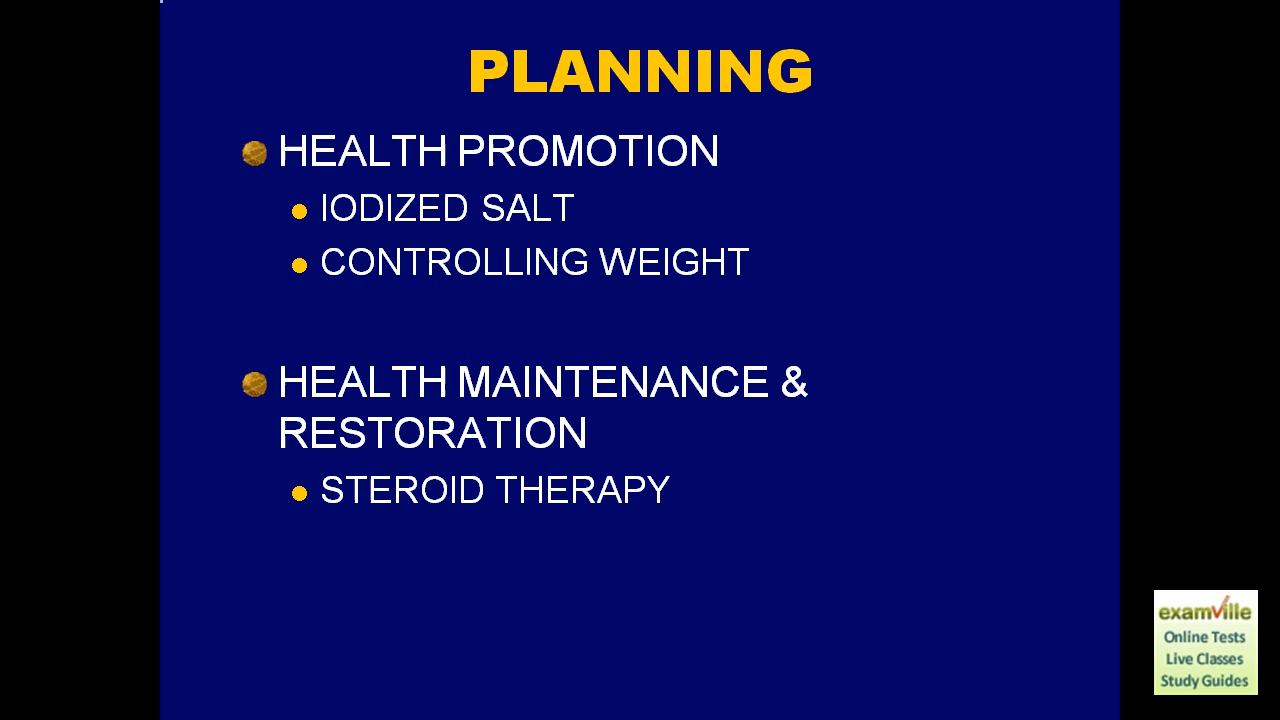 PLANNING
HEALTH PROMOTION
IODIZED SALT
CONTROLLING WEIGHT
HEALTH MAINTENANCE &
RESTORATION
STEROID THERAPY
examville
Online Tests
Live Classes
Study Guides